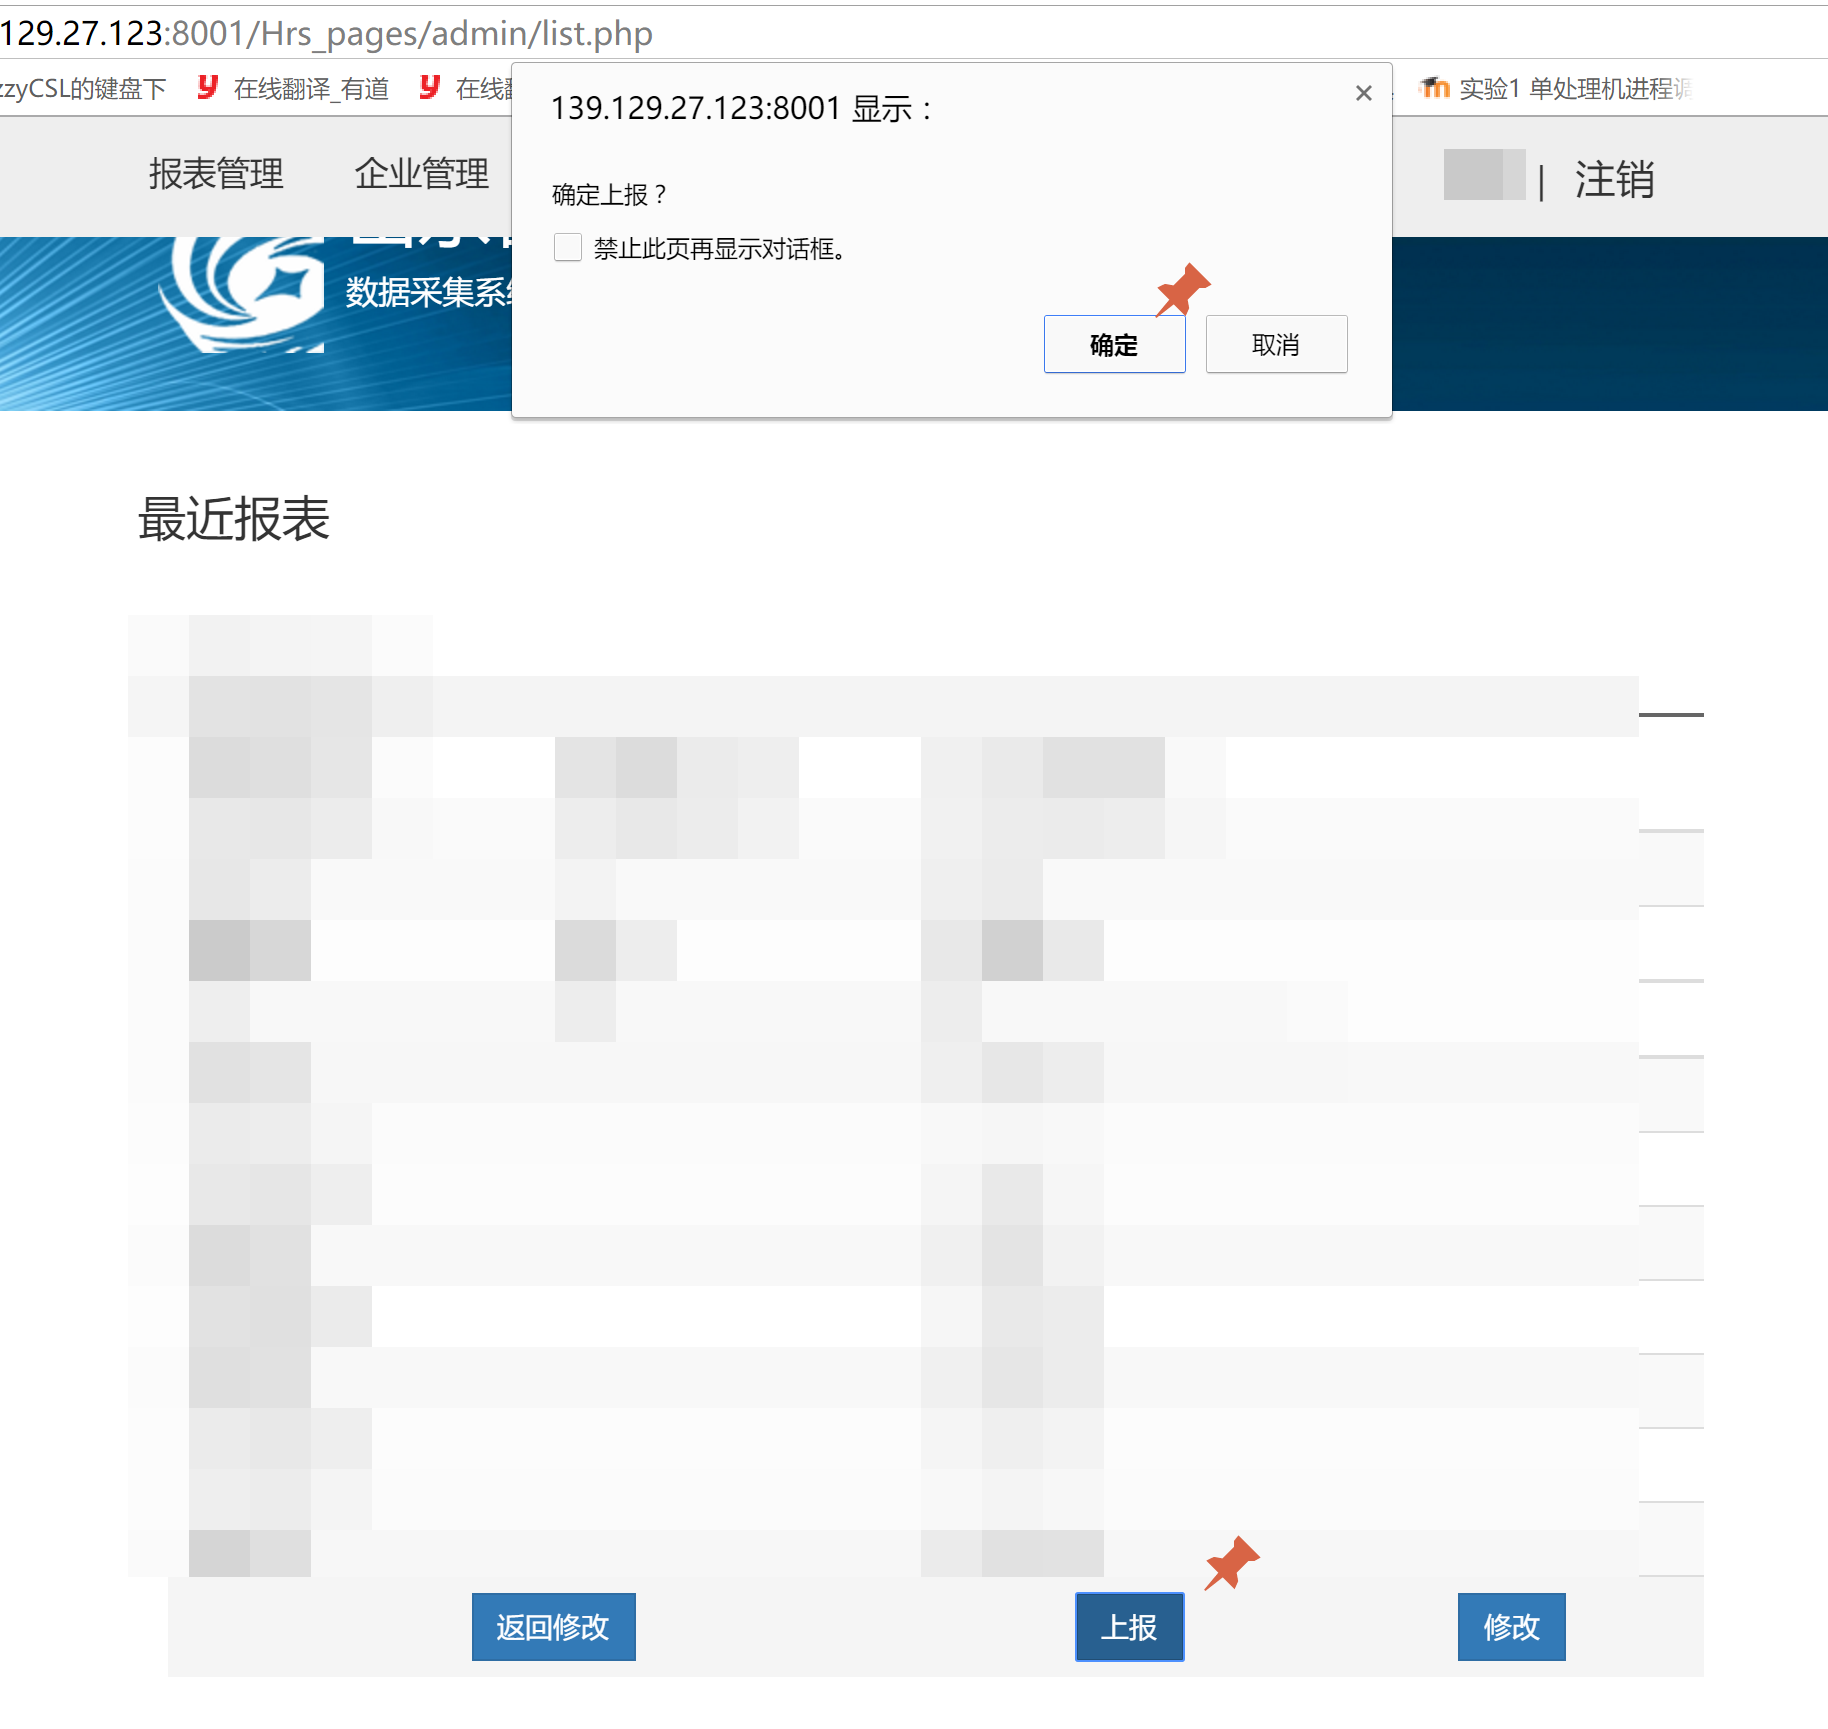 129.27.123:8001/Hrs_pages/admin/list.php
zzyCSL的键盘下
在线翻译_有道
在线
实验1 单处理机进程调
139.129.27.123:8001 显示：
确定上报？
禁止此页再显示对话框。
确定
取消
报表管理
企业管理
| 注销
数据采集系
最近报表
返回修改
上报
修改